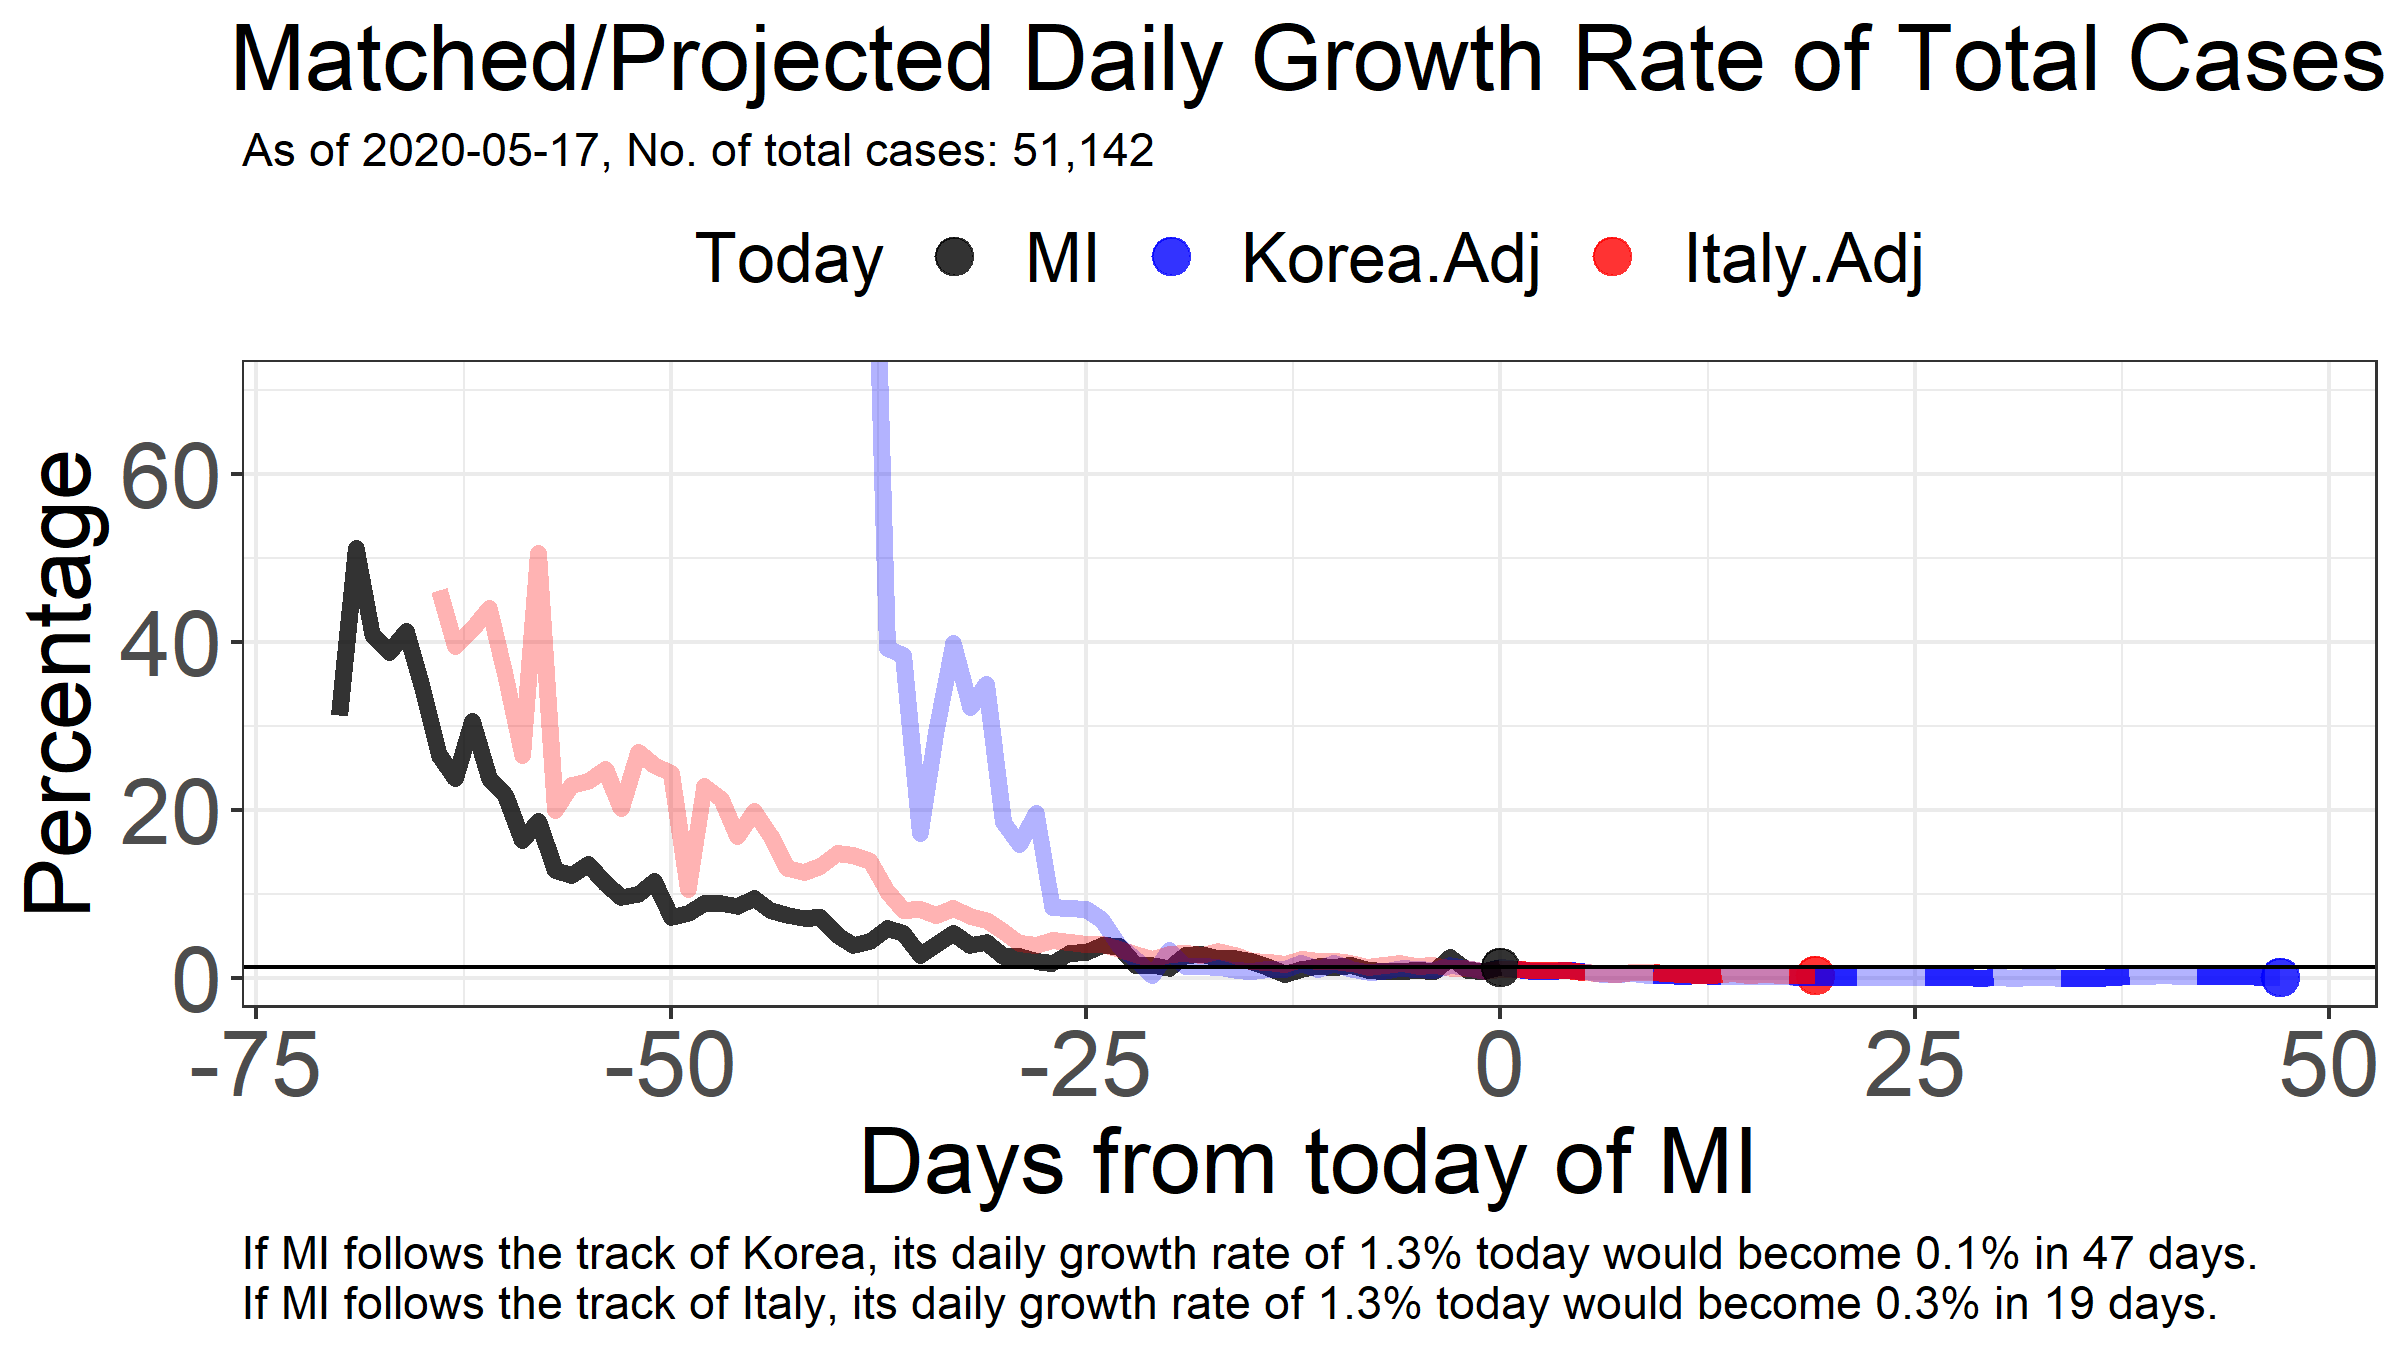 Matched/Projected Daily Growth Rate of Total Cases
As of 2020-05-17, No. of total cases: 51,142
Today MI Korea.Adj Italy.Adj
Percentage
60
40
20
0
-75 -50 -25 0 25 50
Days from today of MI
If MI follows the track of Korea, its daily growth rate of 1.3% today would become 0.1% in 47 days.
If MI follows the track of Italy, its daily growth rate of 1.3% today would become 0.3% in 19 days.